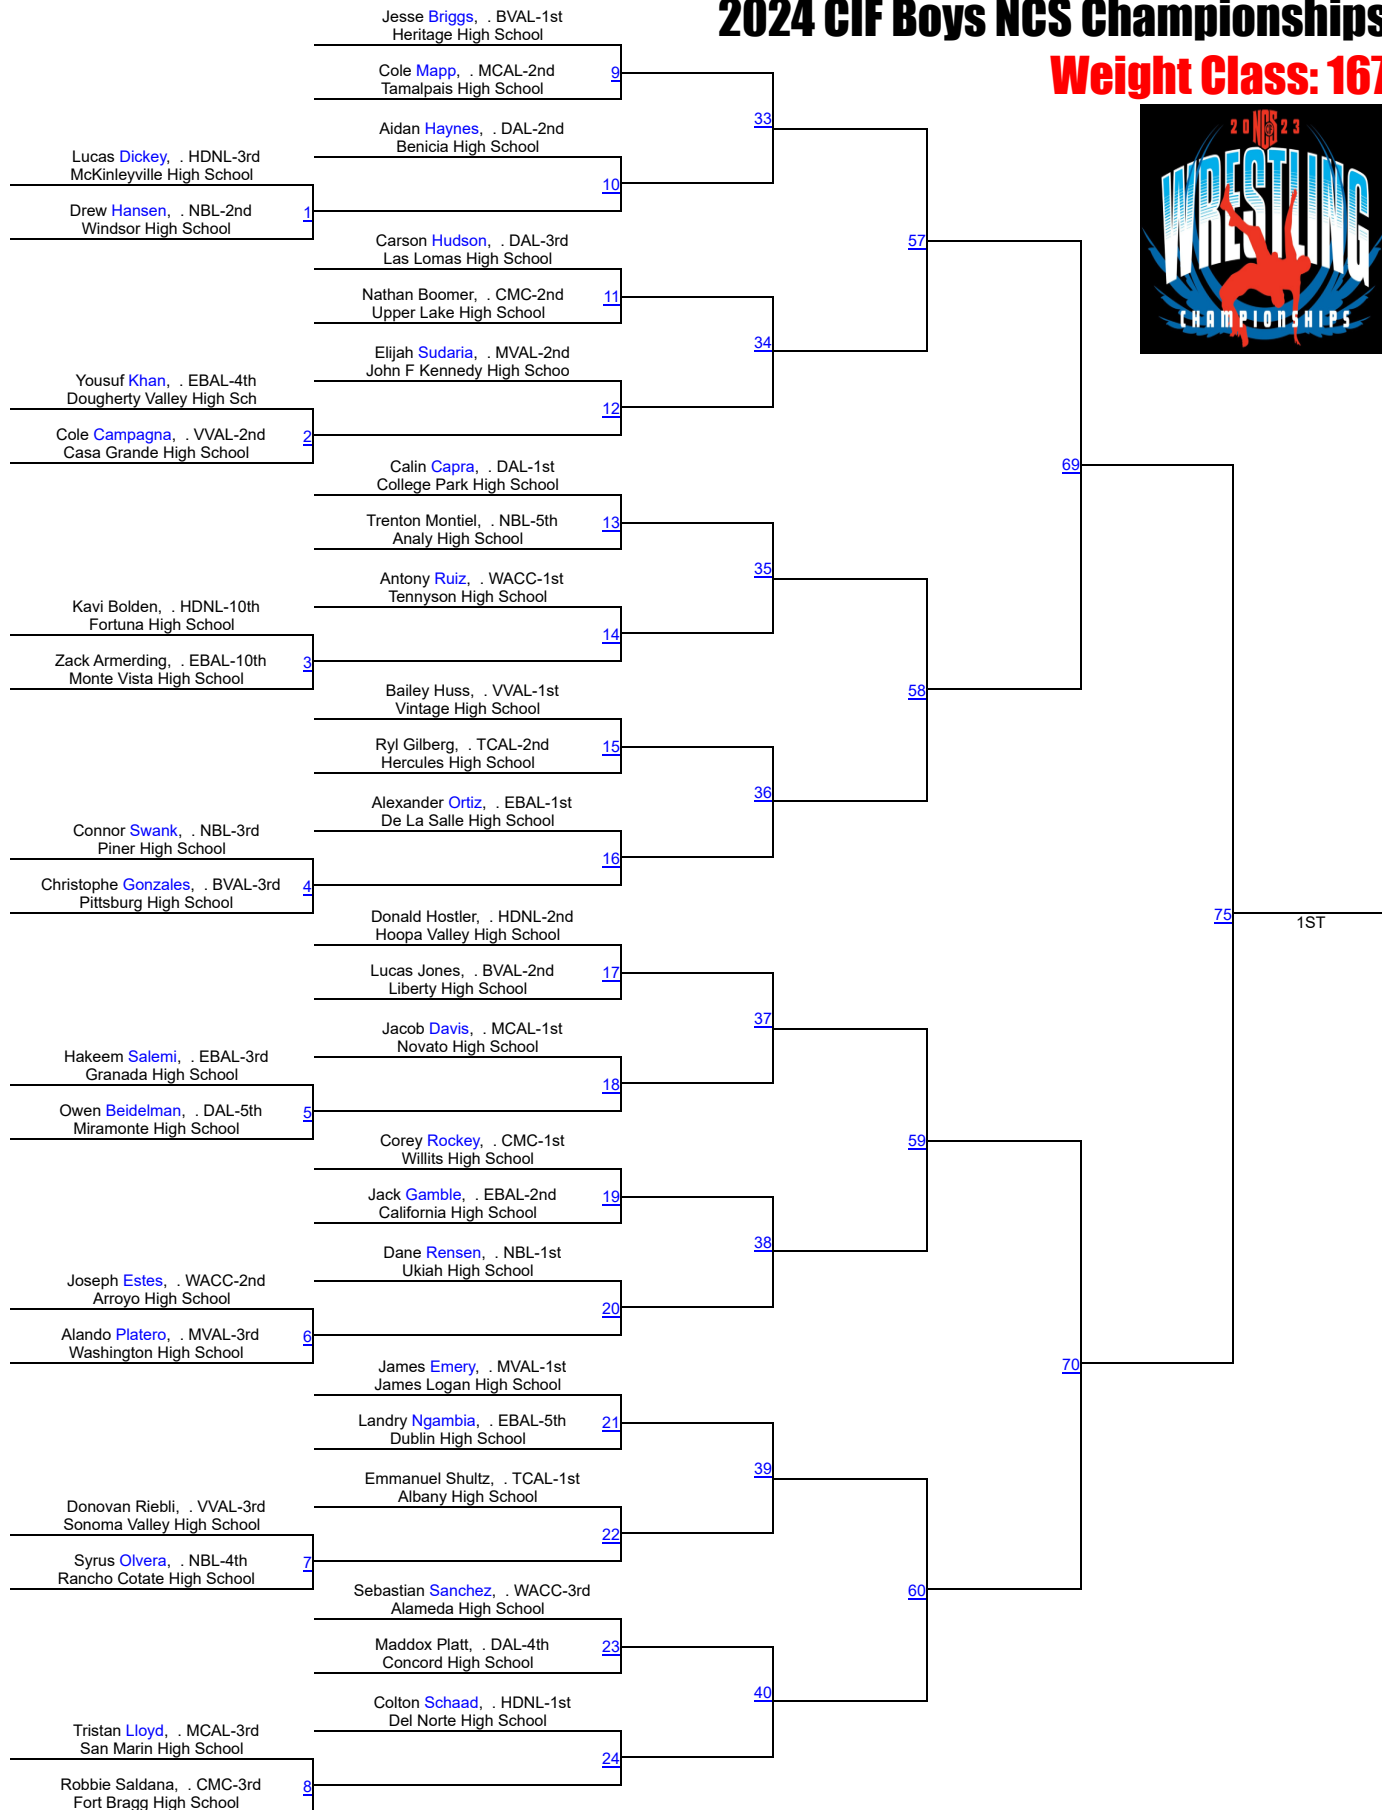 2024 CIF Boys NCS Championships
Weight Class: 167
20 NCS 23
WRESTLING
CHAMPIONSHIPS
Jesse Briggs, . BVAL-1st
Heritage High School
Cole Mapp, . MCAL-2nd
Tamalpais High School
9
33
Aidan Haynes, . DAL-2nd
Benicia High School
Lucas Dickey, . HDNL-3rd
McKinleyville High School
10
Drew Hansen, . NBL-2nd
Windsor High School
1
Carson Hudson, . DAL-3rd
Las Lomas High School
57
Nathan Boomer, . CMC-2nd
Upper Lake High School
11
34
Elijah Sudaria, . MVAL-2nd
John F Kennedy High Schoo
Yousuf Khan, . EBAL-4th
Dougherty Valley High Sch
12
Cole Campagna, . VVAL-2nd
Casa Grande High School
2
Calin Capra, . DAL-1st
College Park High School
69
Trenton Montiel, . NBL-5th
Analy High School
13
35
Antony Ruiz, . WACC-1st
Tennyson High School
Kavi Bolden, . HDNL-10th
Fortuna High School
14
Zack Armerding, . EBAL-10th
Monte Vista High School
3
Bailey Huss, . VVAL-1st
Vintage High School
58
Ryl Gilberg, . TCAL-2nd
Hercules High School
15
36
Alexander Ortiz, . EBAL-1st
De La Salle High School
Connor Swank, . NBL-3rd
Piner High School
16
Christophe Gonzales, . BVAL-3rd
Pittsburg High School
4
Donald Hostler, . HDNL-2nd
Hoopa Valley High School
75
1ST
Lucas Jones, . BVAL-2nd
Liberty High School
17
37
Jacob Davis, . MCAL-1st
Novato High School
Hakeem Salemi, . EBAL-3rd
Granada High School
18
Owen Beidelman, . DAL-5th
Miramonte High School
5
Corey Rockey, . CMC-1st
Willits High School
59
Jack Gamble, . EBAL-2nd
California High School
19
38
Dane Rensen, . NBL-1st
Ukiah High School
Joseph Estes, . WACC-2nd
Arroyo High School
20
Alando Platero, . MVAL-3rd
Washington High School
6
James Emery, . MVAL-1st
James Logan High School
70
Landry Ngambia, . EBAL-5th
Dublin High School
21
39
Emmanuel Shultz, . TCAL-1st
Albany High School
Donovan Riebli, . VVAL-3rd
Sonoma Valley High School
22
Syrus Olvera, . NBL-4th
Rancho Cotate High School
7
Sebastian Sanchez, . WACC-3rd
Alameda High School
60
Maddox Platt, . DAL-4th
Concord High School
23
40
Colton Schaad, . HDNL-1st
Del Norte High School
Tristan Lloyd, . MCAL-3rd
San Marin High School
24
Robbie Saldana, . CMC-3rd
Fort Bragg High School
8